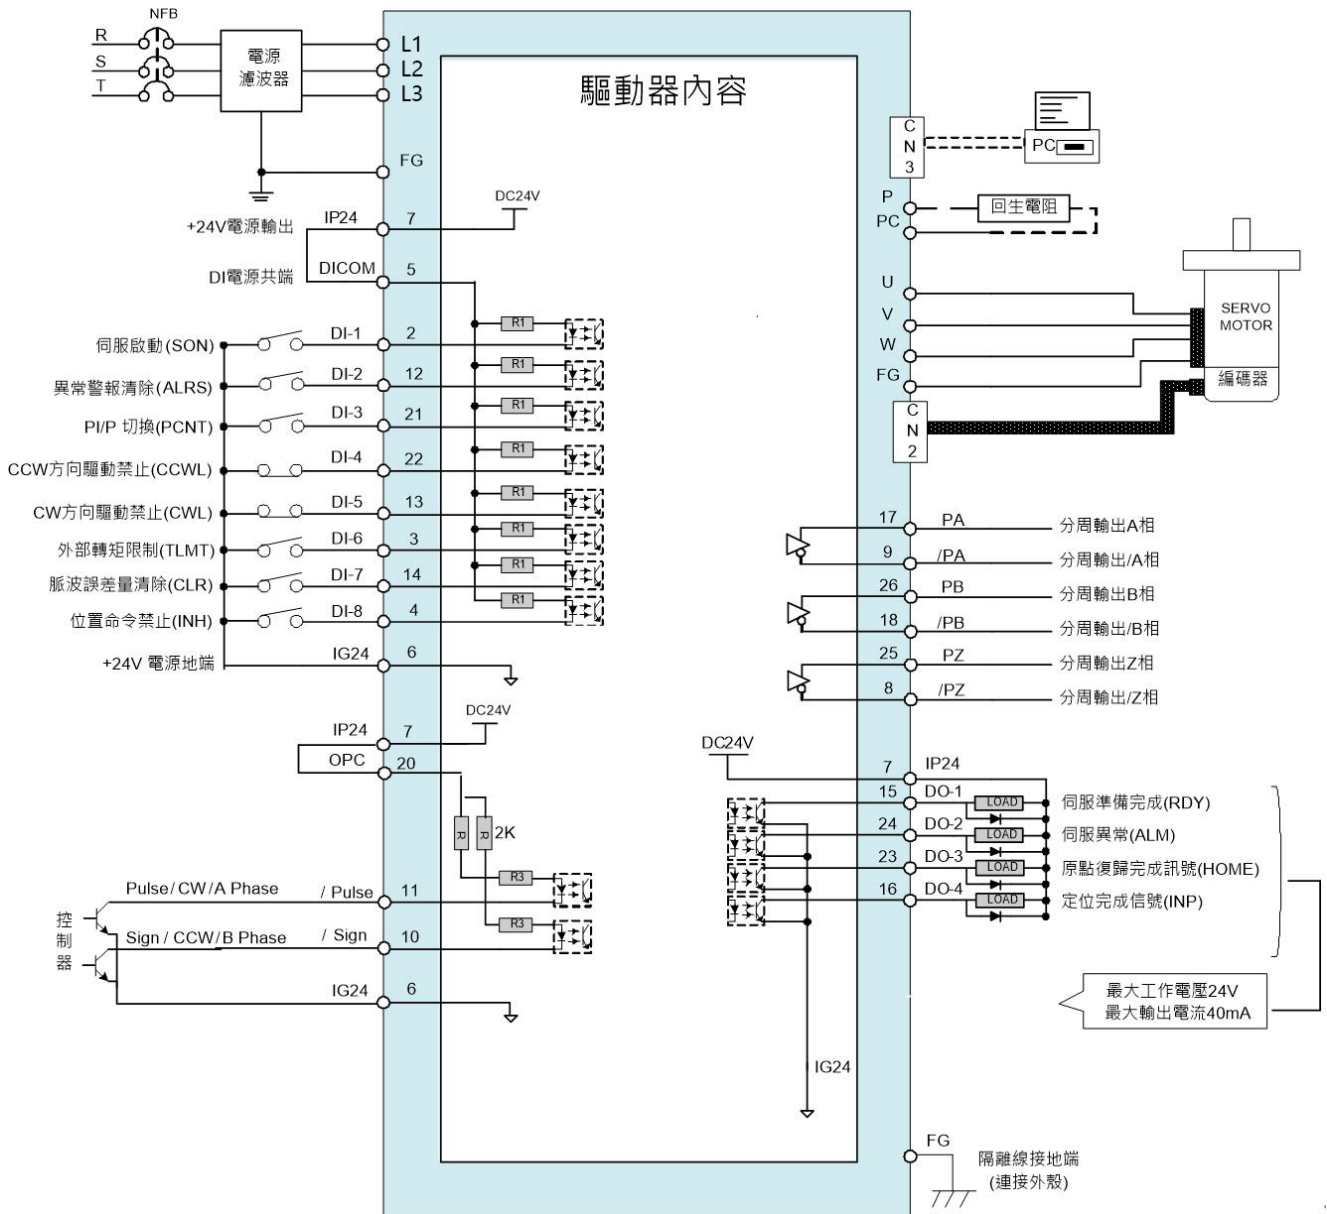 NFB
R
S
T
電源
濾波器
L1
L2
L3
FG
驅動器內容
C
N
3
PC
P
PC
回生電阻
DC24V
+24V電源輸出
IP24
7
DI電源共端
DICOM
5
伺服啟動(SON)
DI-1
2
R1
異常警報清除(ALRS)
DI-2
12
R1
PI/P 切換(PCNT)
DI-3
21
R1
CCW方向驅動禁止(CCWL)
DI-4
22
R1
CW方向驅動禁止(CWL)
DI-5
13
R1
外部轉矩限制(TLMT)
DI-6
3
R1
脈波誤差量清除(CLR)
DI-7
14
R1
位置命令禁止(INH)
DI-8
4
R1
+24V 電源地端
IG24
6
U
V
W
FG
SERVO
MOTOR
編碼器
C
N
2
17
PA
分周輸出A相
9
/PA
分周輸出/A相
26
PB
分周輸出B相
18
/PB
分周輸出/B相
25
PZ
分周輸出Z相
8
/PZ
分周輸出/Z相
DC24V
IP24
7
OPC
20
R
R
2K
R3
R3
控
制
器
Pulse/CW/A Phase
/ Pulse
11
Sign / CCW/B Phase
/ Sign
10
IG24
6
DC24V
7
IP24
15
DO-1
LOAD
伺服準備完成(RDY)
24
DO-2
LOAD
伺服異常(ALM)
23
DO-3
LOAD
原點復歸完成訊號(HOME)
16
DO-4
LOAD
定位完成信號(INP)
最大工作電壓24V
最大輸出電流40mA
IG24
FG
隔離線接地端
(連接外殼)